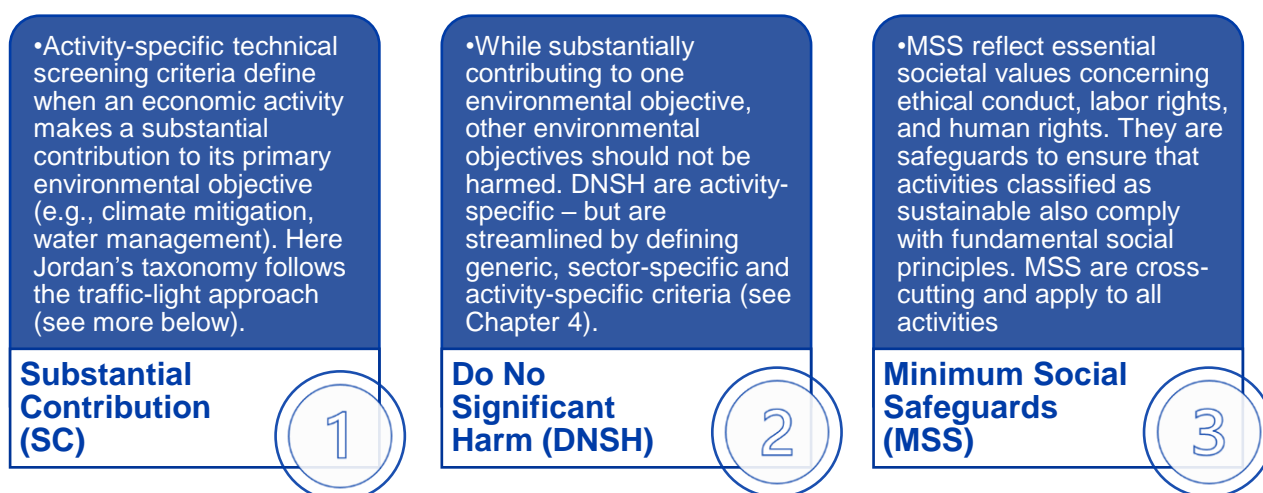 •Activity-specific technical
screening criteria define
when an economic activity
makes a substantial
contribution to its primary
environmental objective
(e.g., climate mitigation,
water management). Here
Jordan's taxonomy follows
the traffic-light approach
(see more below).
Substantial
Contribution
(SC)
1
•While substantially
contributing to one
environmental objective,
other environmental
objectives should not be
harmed. DNSH are activity-
specific – but are
streamlined by defining
generic, sector-specific and
activity-specific criteria (see
Chapter 4).
Do No
Significant
Harm (DNSH)
2
•MSS reflect essential
societal values concerning
ethical conduct, labor rights,
and human rights. They are
safeguards to ensure that
activities classified as
sustainable also comply
with fundamental social
principles. MSS are cross-
cutting and apply to all
activities
Minimum Social
Safeguards
(MSS)
3